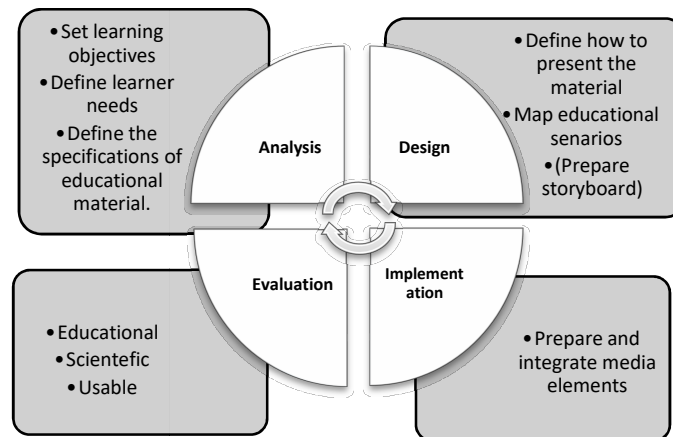 • Set learning
objectives
• Define learner
needs
• Define the
specifications of
educational
material.
Analysis
Design
• Define how to
present the
material
• Map educational
senarios
• (Prepare
storyboard)
Evaluation
Implement
ation
• Educational
• Scientefic
• Usable
• Prepare and
integrate media
elements